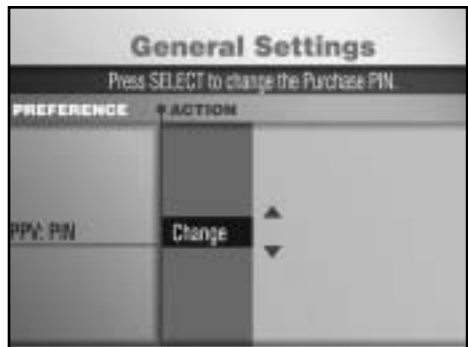 General Settings
Press SELECT to change the Purchase PIN.
PREFERENCE ACTION
PPV: PIN Change